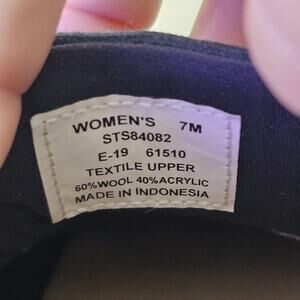 WOMEN'S 7M
STS84082
E-19 61510
TEXTILE UPPER
60%WOOL 40%ACRYLIC
MADE IN INDONESIA